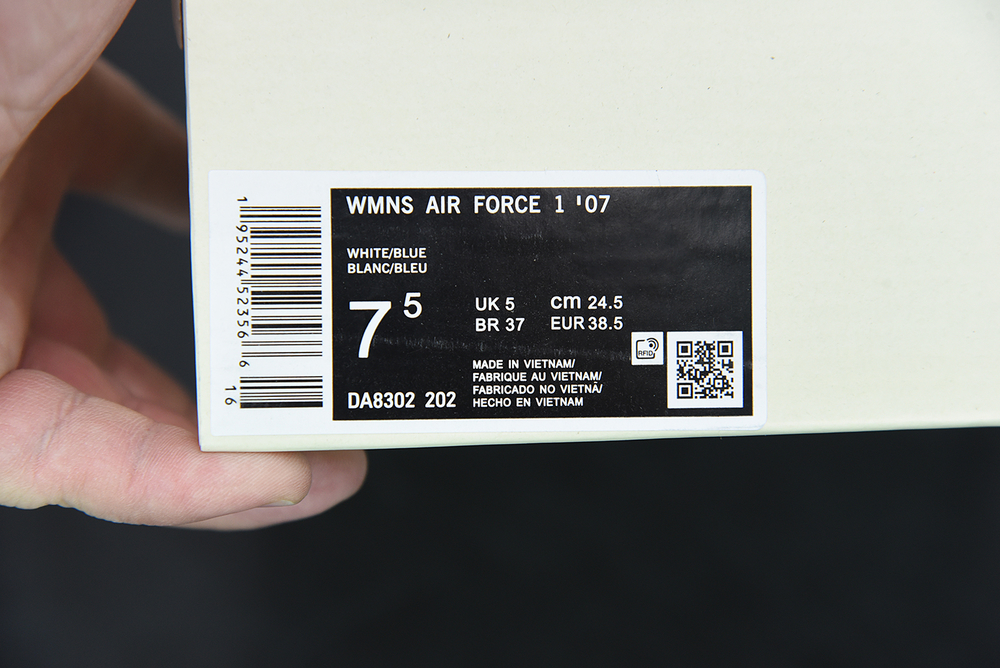 WMNS AIR FORCE 1 '07
WHITE/BLUE
BLANC/BLEU
7 5
UK 5 cm 24.5
BR 37 EUR 38.5
RFID
MADE IN VIETNAM/
FABRIQUE AU VIETNAM/
FABRICADO NO VIETNÃ/
HECHO EN VIETNAM
DA8302 202
1 95244 52356 6
16